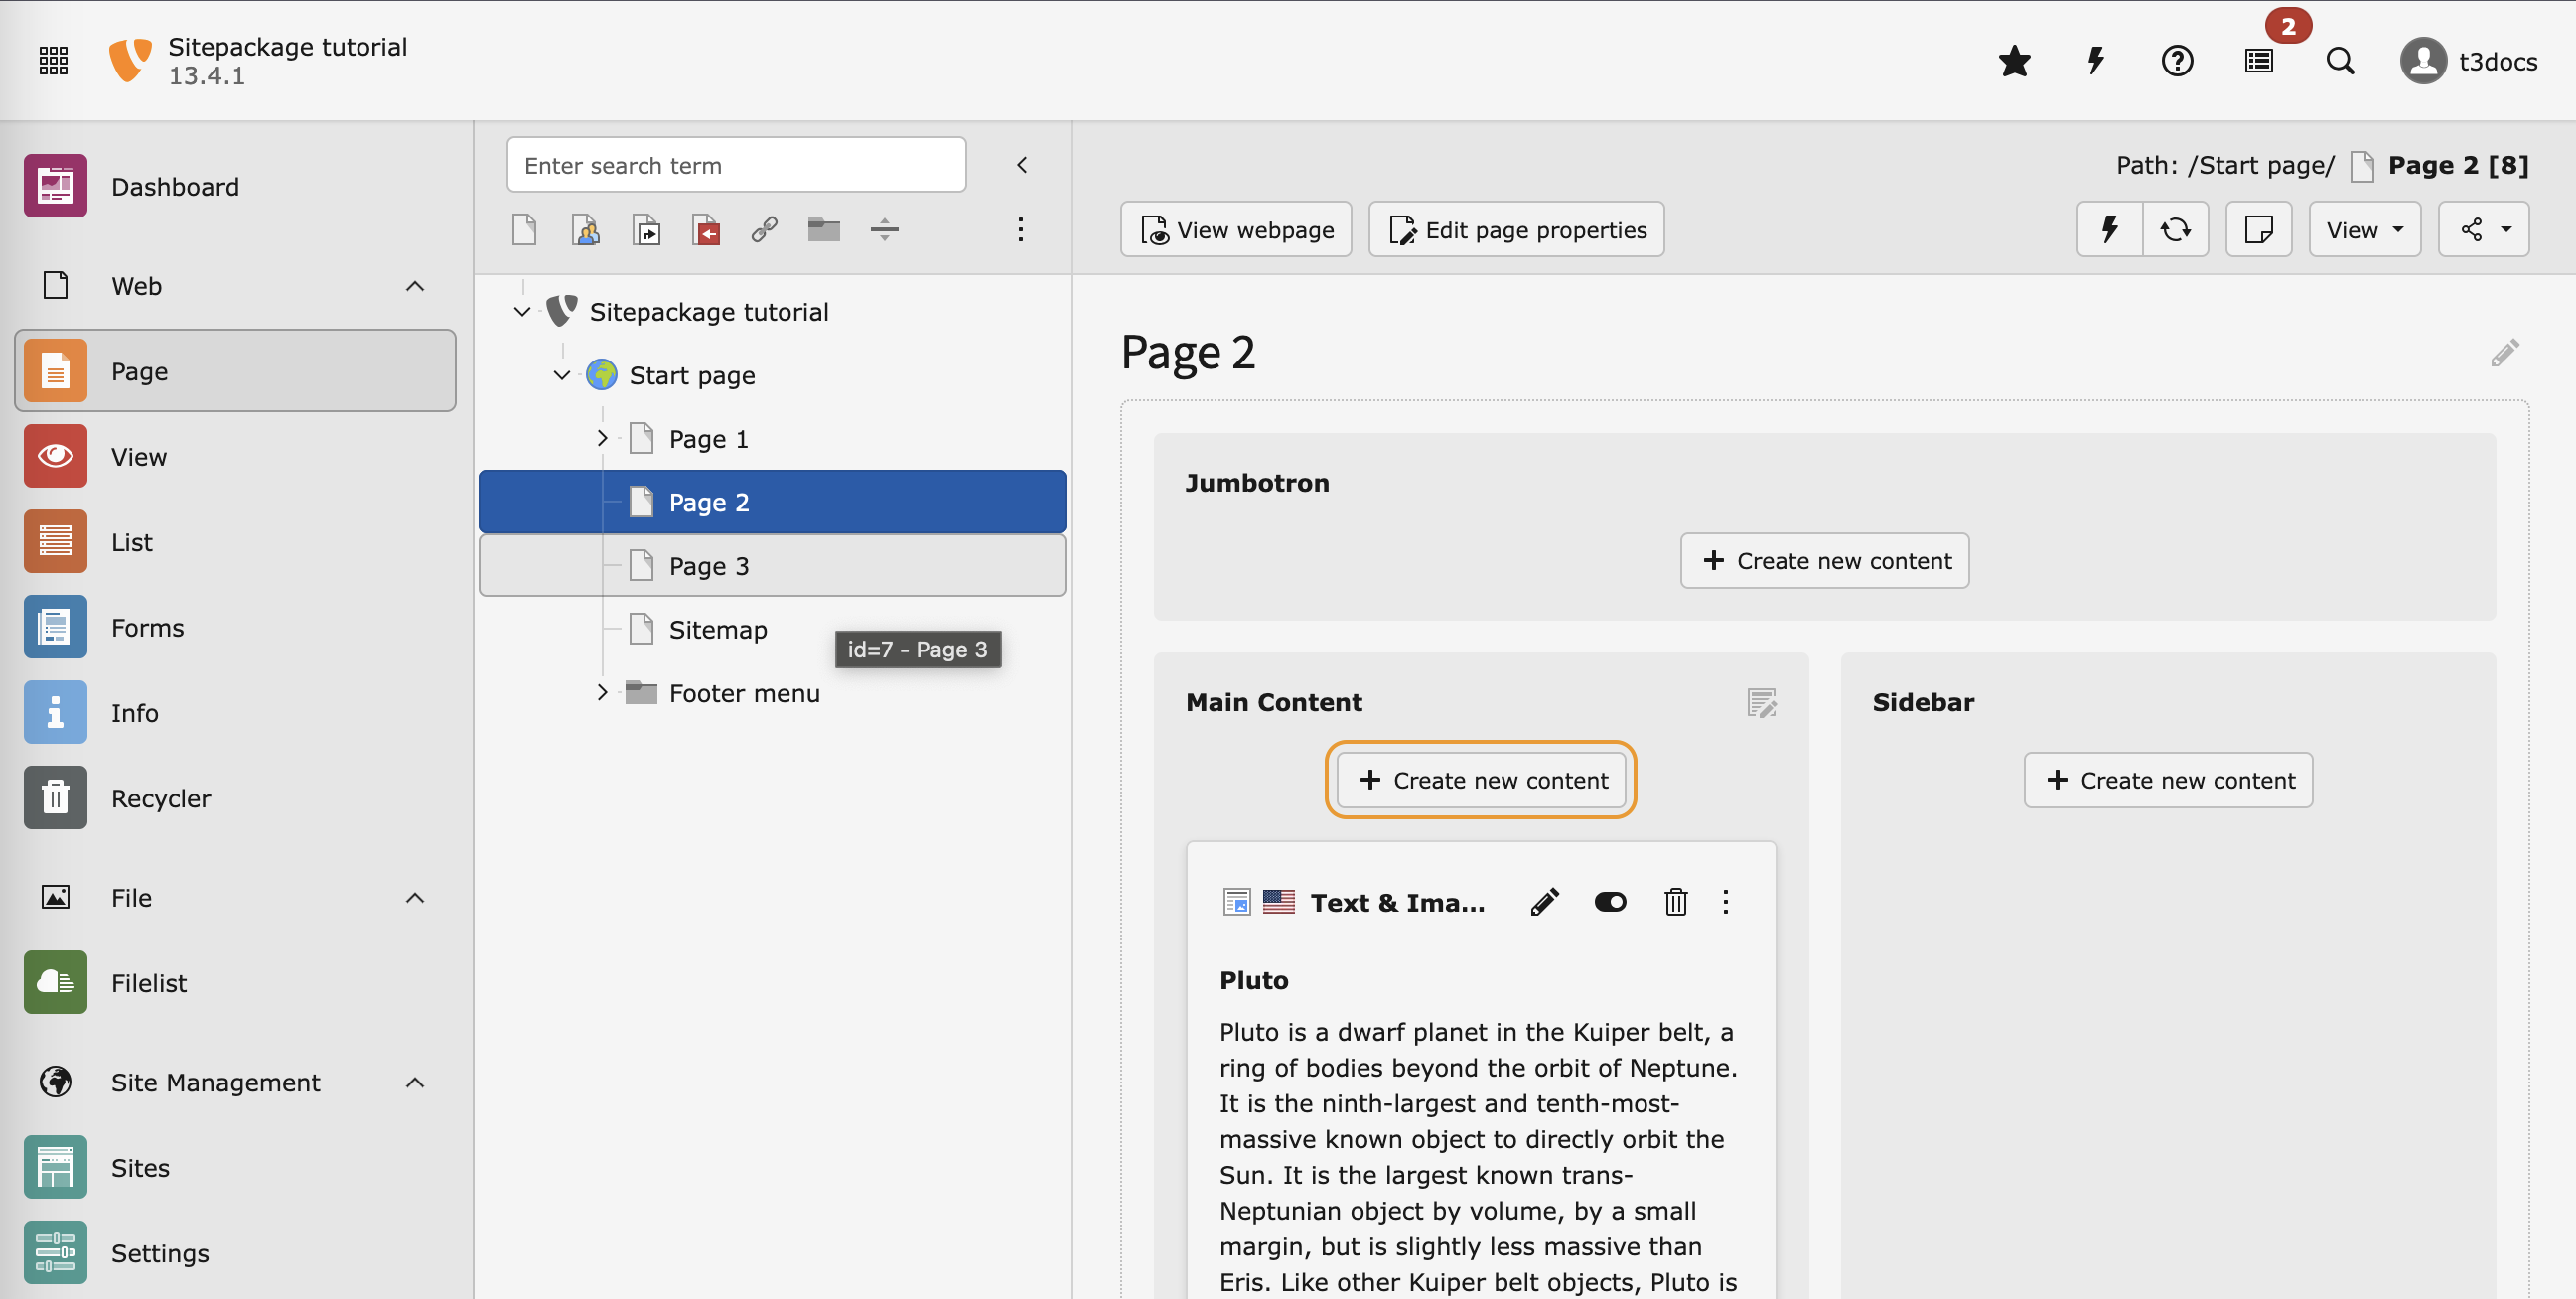 Sitepackage tutorial
13.4.1
2
t3docs
Dashboard
Web
Page
View
List
Forms
Info
Recycler
File
Filelist
Site Management
Sites
Settings
Enter search term
Sitepackage tutorial
Start page
Page 1
Page 2
Page 3
Sitemap
id=7 - Page 3
Footer menu
Path: /Start page/ Page 2 [8]
View webpage
Edit page properties
View
Page 2
Jumbotron
+ Create new content
Main Content
+ Create new content
Text & Ima...
Pluto
Pluto is a dwarf planet in the Kuiper belt, a
ring of bodies beyond the orbit of Neptune.
It is the ninth-largest and tenth-most-
massive known object to directly orbit the
Sun. It is the largest known trans-
Neptunian object by volume, by a small
margin, but is slightly less massive than
Eris. Like other Kuiper belt objects, Pluto is
Sidebar
+ Create new content